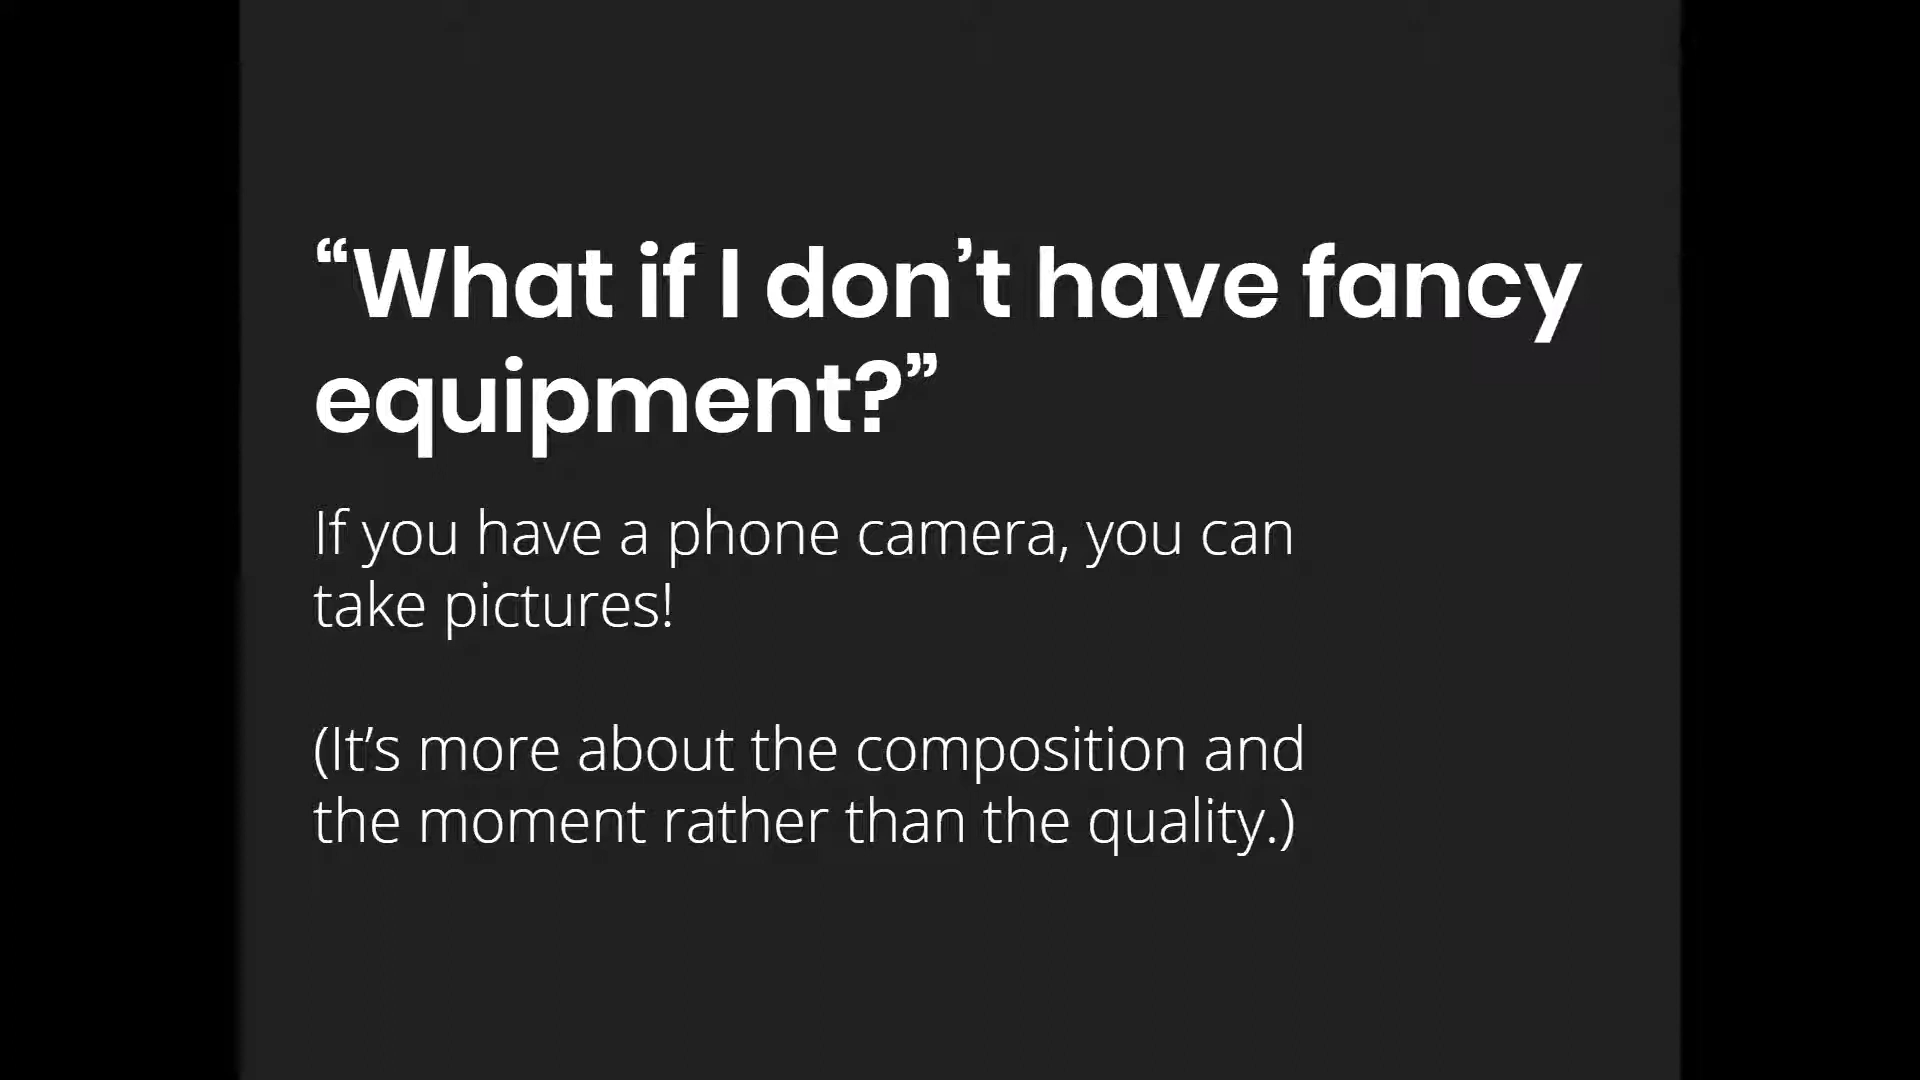 “What if I don’t have fancy
equipment?”
If you have a phone camera, you can
take pictures!
(It’s more about the composition and
the moment rather than the quality.)